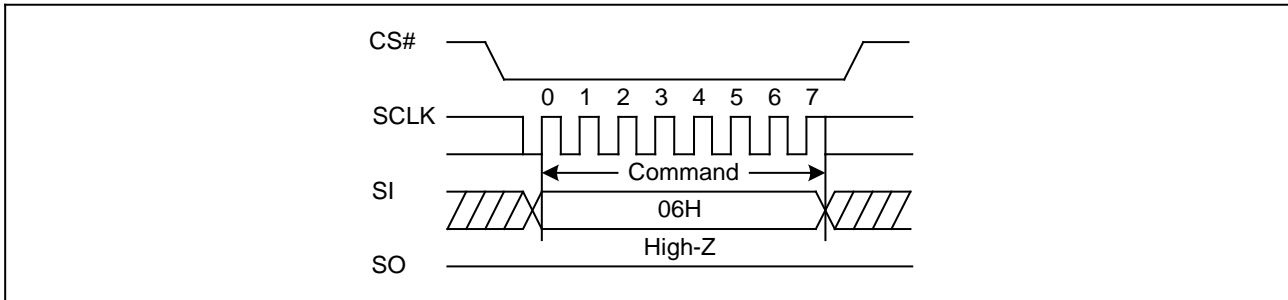 CS#
0 1 2 3 4 5 6 7
SCLK
Command
SI
06H
High-Z
SO